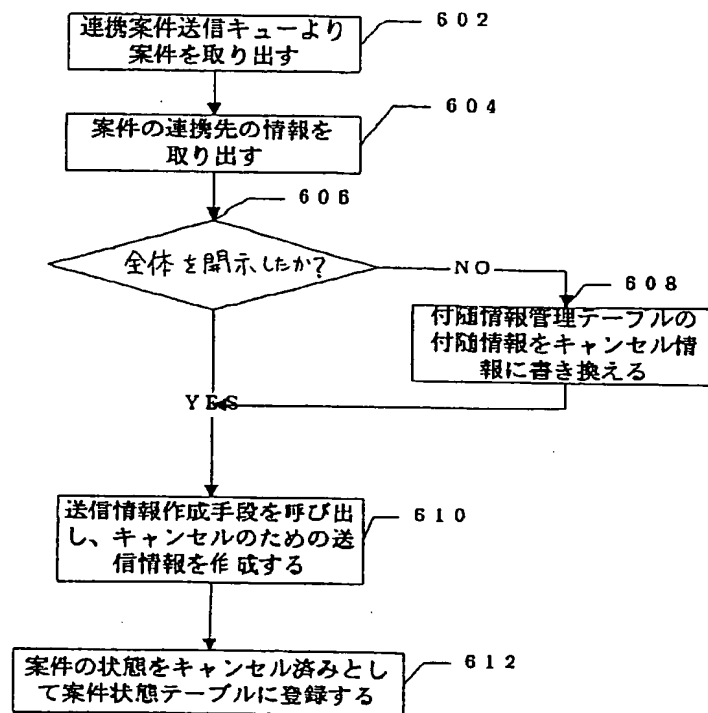 連携案件送信キューより
案件を取り出す
602
案件の連携先の情報を
取り出す
604
606
全体を開示したか?
NO
608
付随情報管理テーブルの
付随情報をキャンセル情
報に書き換える
YES
送信情報作成手段を呼び出
し、キャンセルのための送
信情報を作成する
610
案件の状態をキャンセル済みとし
て案件状態テーブルに登録する
612